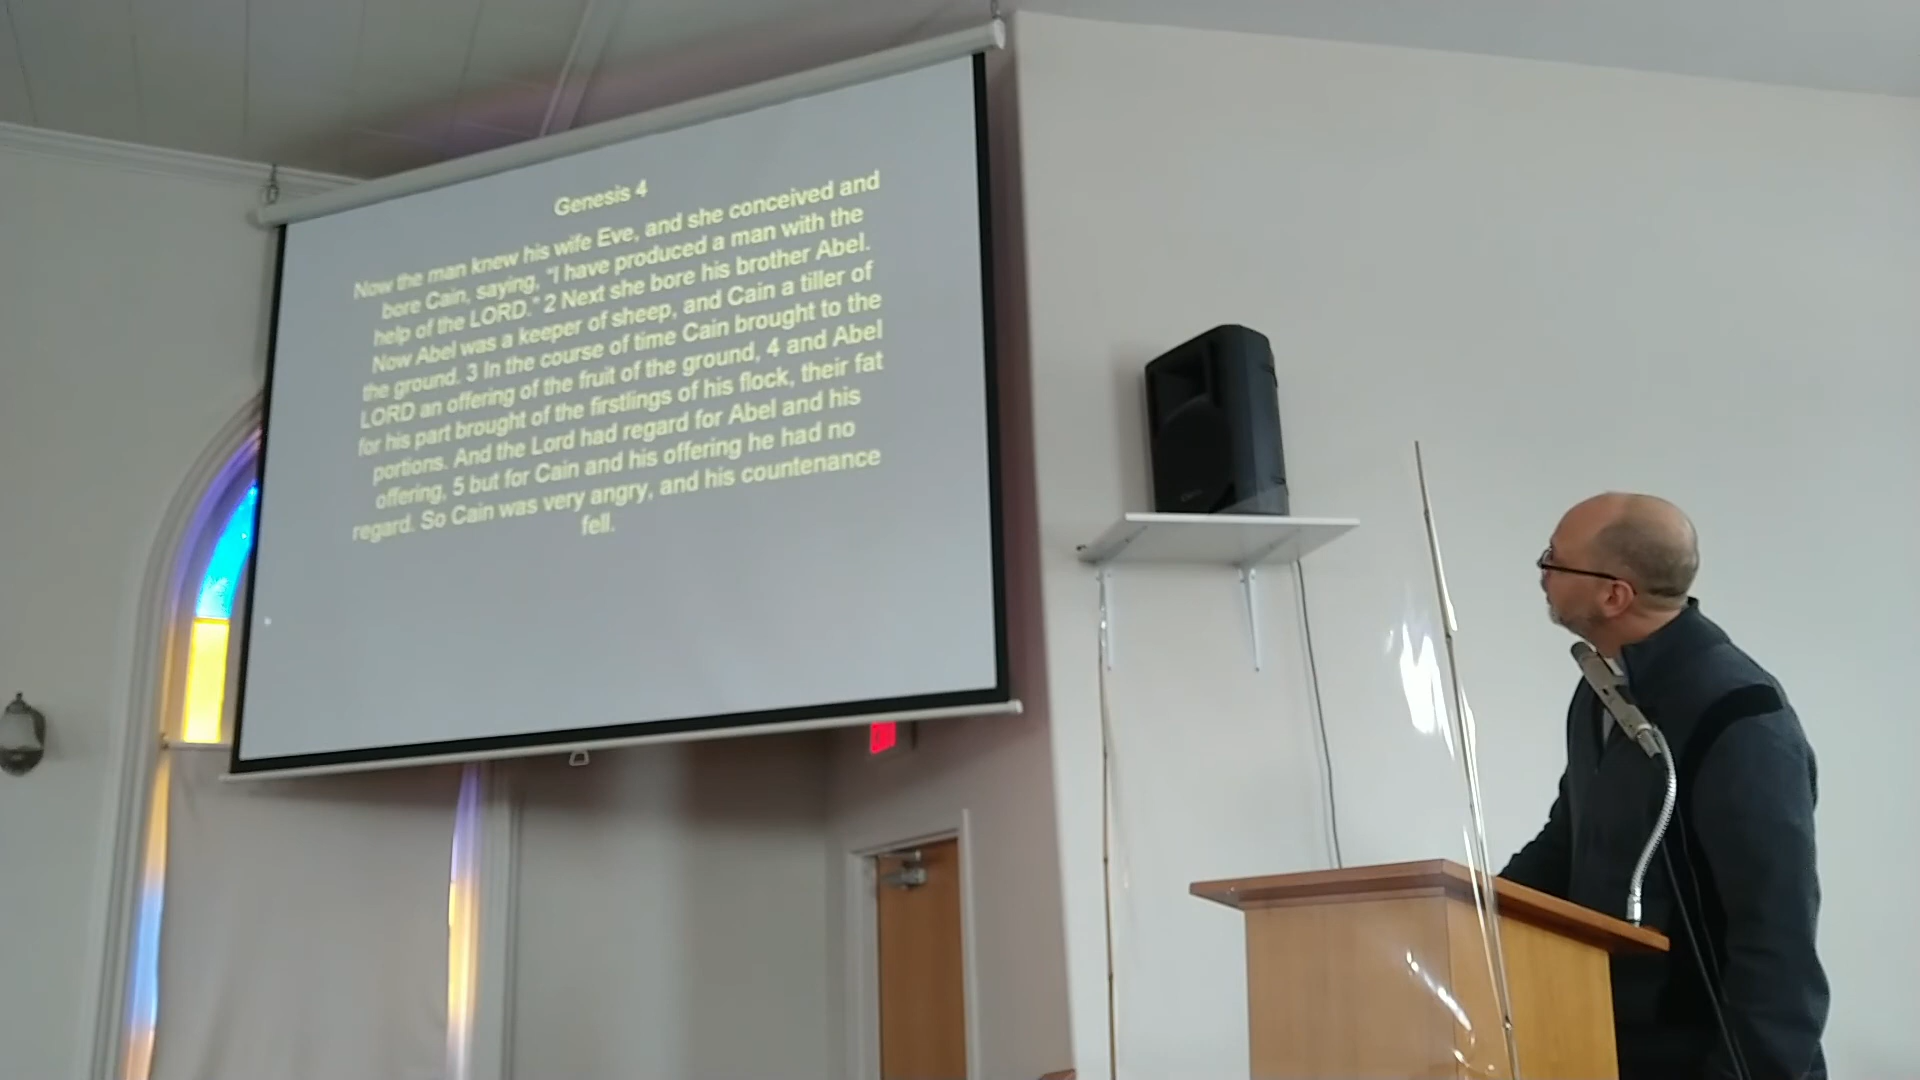 Genesis 4
Now the man knew his wife Eve, and she conceived and
bore Cain, saying, "I have produced a man with the
help of the LORD." 2 Next she bore his brother Abel.
Now Abel was a keeper of sheep, and Cain a tiller of
the ground. 3 In the course of time Cain brought to the
LORD an offering of the fruit of the ground, 4 and Abel
for his part brought of the firstlings of his flock, their fat
portions. And the Lord had regard for Abel and his
offering, 5 but for Cain and his offering he had no
regard. So Cain was very angry, and his countenance
fell.